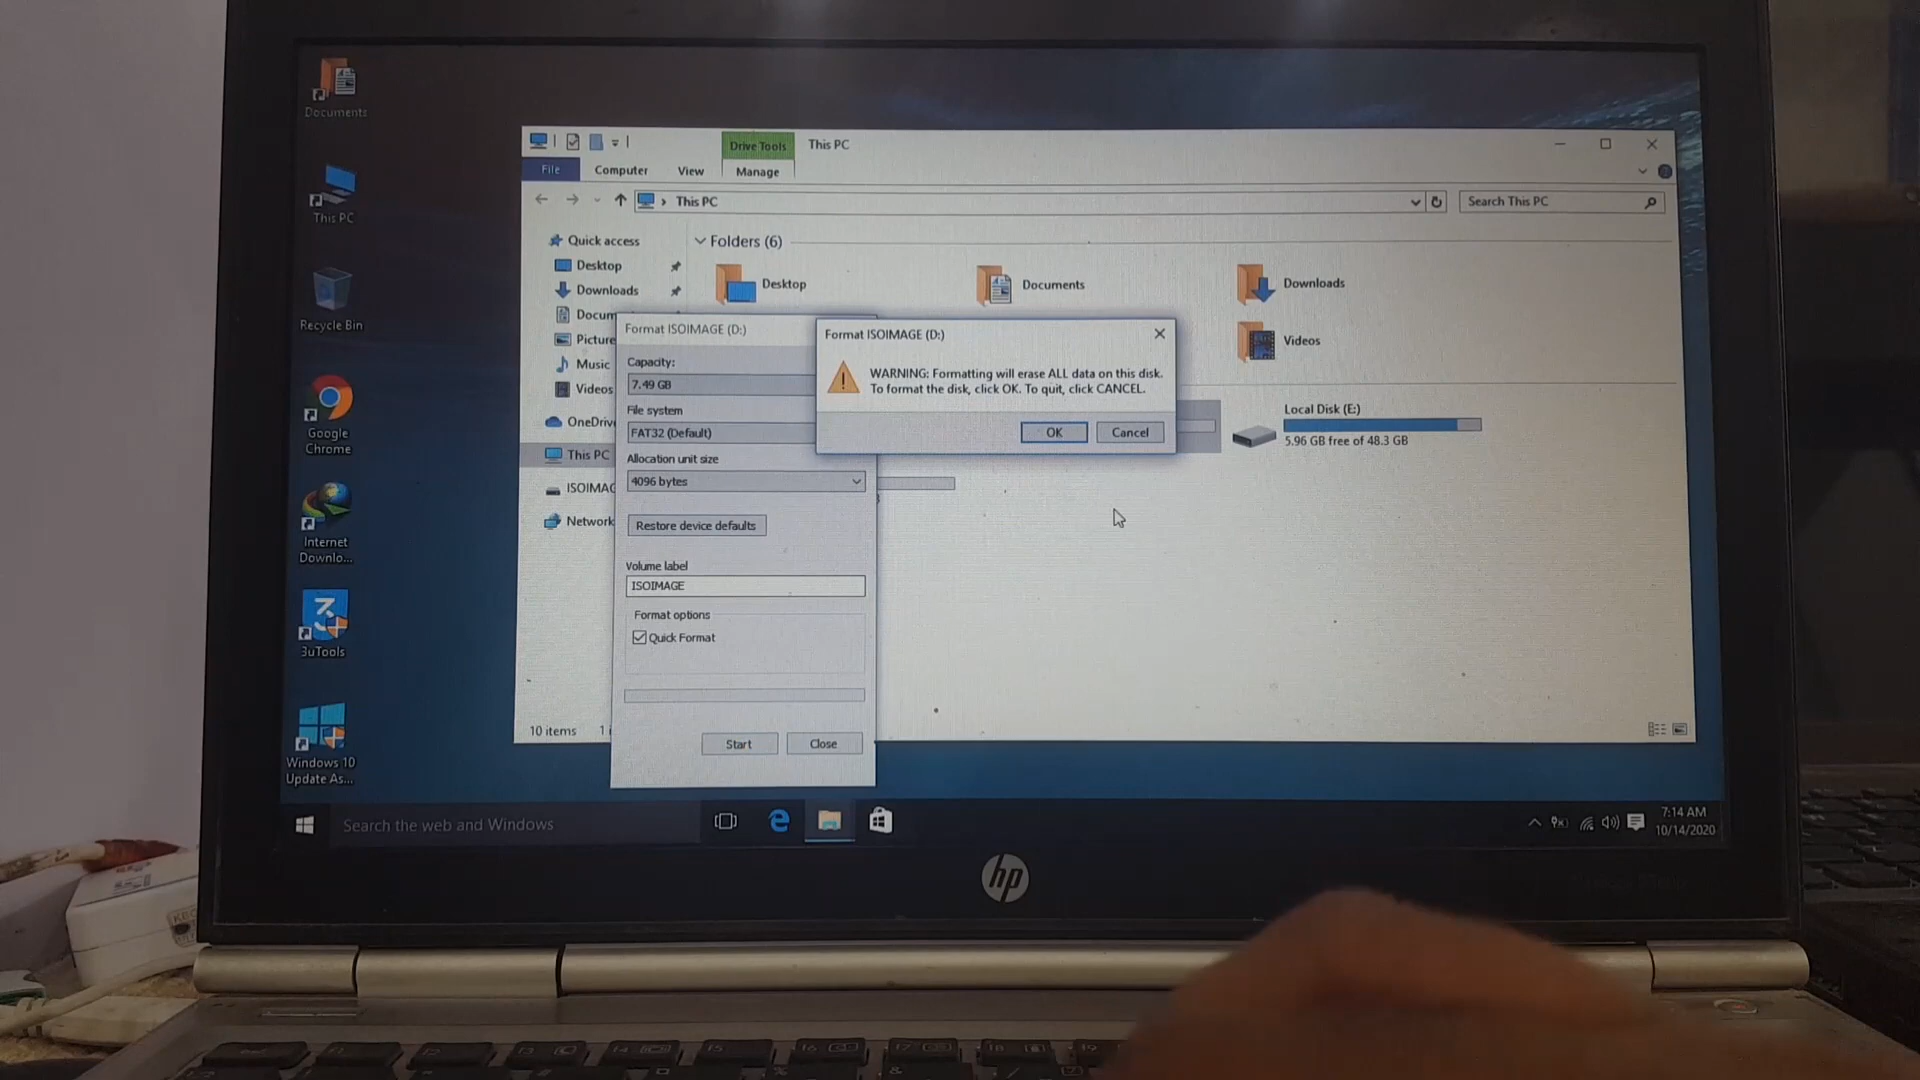 Documents
This PC
Recycle Bin
Google
Chrome
Internet
Downlo...
3uTools
Windows 10
Update As...
Drive Tools
This PC
File
Computer
View
Manage
This PC
Search This PC
Quick access
Desktop
Downloads
Docum
Picture
Music
Videos
OneDrive
This PC
ISOIMAG
Network
Folders (6)
Desktop
Documents
Downloads
Videos
Local Disk (E:)
5.96 GB free of 48.3 GB
10 items
Format ISOIMAGE (D:)
Capacity:
7.49 GB
File system
FAT32 (Default)
Allocation unit size
4096 bytes
Restore device defaults
Volume label
ISOIMAGE
Format options
Quick Format
Start
Close
Format ISOIMAGE (D:)
WARNING: Formatting will erase ALL data on this disk.
To format the disk, click OK. To quit, click CANCEL.
OK
Cancel
Search the web and Windows
7:14 AM
10/14/2020
hp